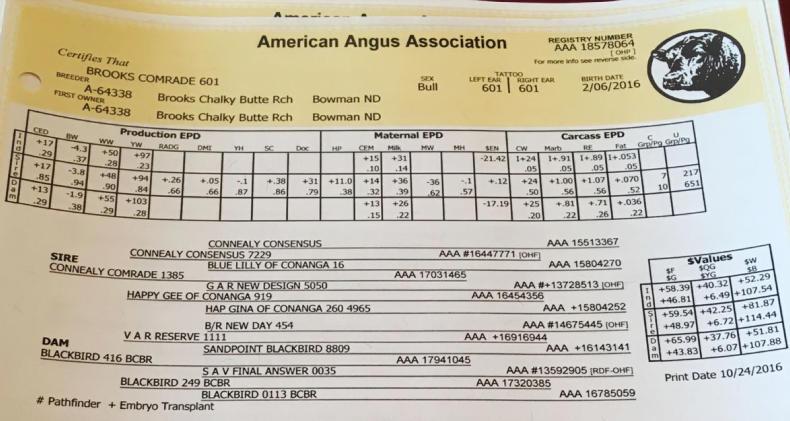 American Angus Association
Certifies That
REGISTRY NUMBER
AAA 18578064
[ OHP ]
For more info see reverse side.
BROOKS COMRADE 601
SEX
Bull
TATTOO
LEFT EAR RIGHT EAR
601 601
BIRTH DATE
2/06/2016
BREEDER
A-64338 Brooks Chalky Butte Rch Bowman ND
FIRST OWNER
A-64338 Brooks Chalky Butte Rch Bowman ND
Production EPD Maternal EPD Carcass EPD
CED BW WW YW RADG DMI YH SC Doc HP CEM Milk MW MH $EN CW Marb RE Fat C Grp/Pg U Grp/Pg
Ind +17 -4.3 +50 +97 +15 +31 -21.42 I+24 I+.91 I+.89 I+.053
.29 .37 .28 .23 .10 .14 .05 .05 .05 .05
Sire +17 -3.8 +48 +94 +.26 +.05 -.1 +.38 +31 +11.0 +14 +36 -36 -.1 +.12 +24 +1.00 +1.07 +.070 7 217
.85 .94 .90 .84 .66 .66 .87 .86 .79 .38 .32 .39 .62 .57 .50 .56 .56 .52 10 651
Dam +13 -1.9 +55 +103 +13 +26 -17.19 +25 +.81 +.71 +.036
.29 .38 .29 .28 .15 .22 .20 .22 .26 .22
CONNEALY CONSENSUS AAA 15513367
CONNEALY CONSENSUS 7229 AAA #16447771 [OHF]
SIRE BLUE LILLY OF CONANGA 16 AAA 15804270
CONNEALY COMRADE 1385 AAA 17031465
G A R NEW DESIGN 5050 AAA #+13728513 [OHF]
HAPPY GEE OF CONANGA 919 AAA 16454356
HAP GINA OF CONANGA 260 4965 AAA +15804252
B/R NEW DAY 454 AAA #14675445 [OHF]
V A R RESERVE 1111 AAA +16916944
DAM SANDPOINT BLACKBIRD 8809 AAA +16143141
BLACKBIRD 416 BCBR AAA 17941045
S A V FINAL ANSWER 0035 AAA #13592905 [RDF-OHF]
BLACKBIRD 249 BCBR AAA 17320385
BLACKBIRD 0113 BCBR AAA 16785059
$Values
$F $QG $W
$G $YG $B
Ind +58.39 +40.32 +52.29
+46.81 +6.49 +107.54
Sire +59.54 +42.25 +81.87
+48.97 +6.72 +114.44
Dam +65.99 +37.76 +51.81
+43.83 +6.07 +107.88
Print Date 10/24/2016
# Pathfinder + Embryo Transplant